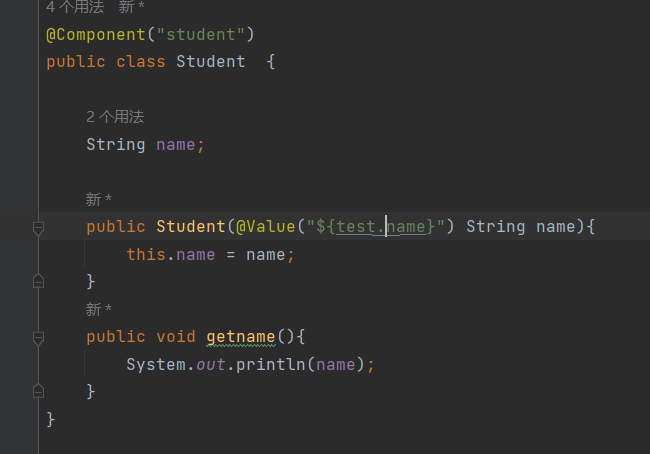 4 个用法 新 *
@Component("student")
public class Student  {
2 个用法
String name;
新 *
public Student(@Value("${test.name}") String name){
this.name = name;
}
新 *
public void getname(){
System.out.println(name);
}
}